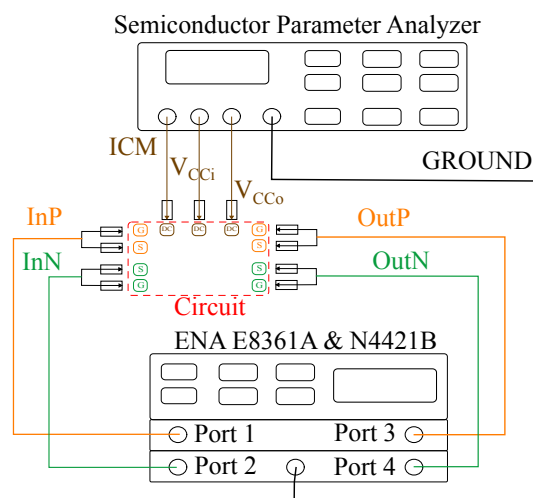 Semiconductor Parameter Analyzer
ICM
VCCi
VCCo
GROUND
InP
G
DC
DC
DC
G
OutP
S
S
InN
S
S
OutN
G
G
Circuit
ENA E8361A & N4421B
Port 1
Port 3
Port 2
Port 4